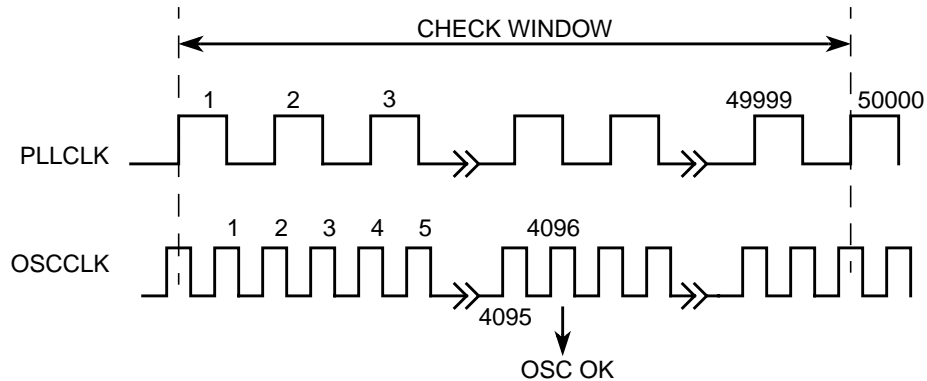 CHECK WINDOW
1 2 3 49999 50000
PLLCLK
1 2 3 4 5 4096
OSCCLK
4095
OSC OK